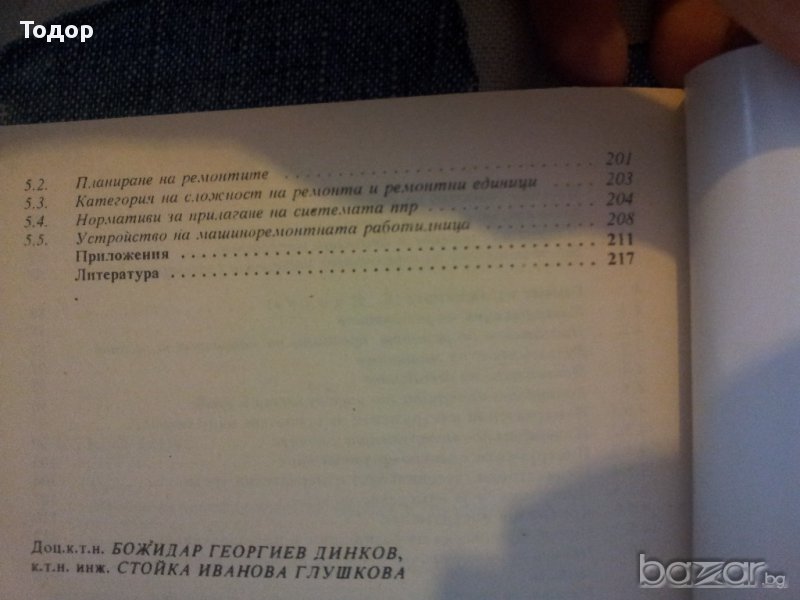 Тодор
5.2. Планиране на ремонтите . . . . . . . . . . . . . . . . . . . . . . . . . 201
5.3. Категория на сложност на ремонта и ремонтни единици . . . . . . 203
5.4. Нормативи за прилагане на системата ппр . . . . . . . . . . . . . . 204
5.5. Устройство на машиноремонтната работилница . . . . . . . . . . . 208
Приложения . . . . . . . . . . . . . . . . . . . . . . . . . . . . . . . . 211
Литература . . . . . . . . . . . . . . . . . . . . . . . . . . . . . . . . 217
Доц.к.т.н. БОЖИДАР ГЕОРГИЕВ ДИНКОВ,
к.т.н. инж. СТОЙКА ИВАНОВА ГЛУШКОВА
bazar.bg